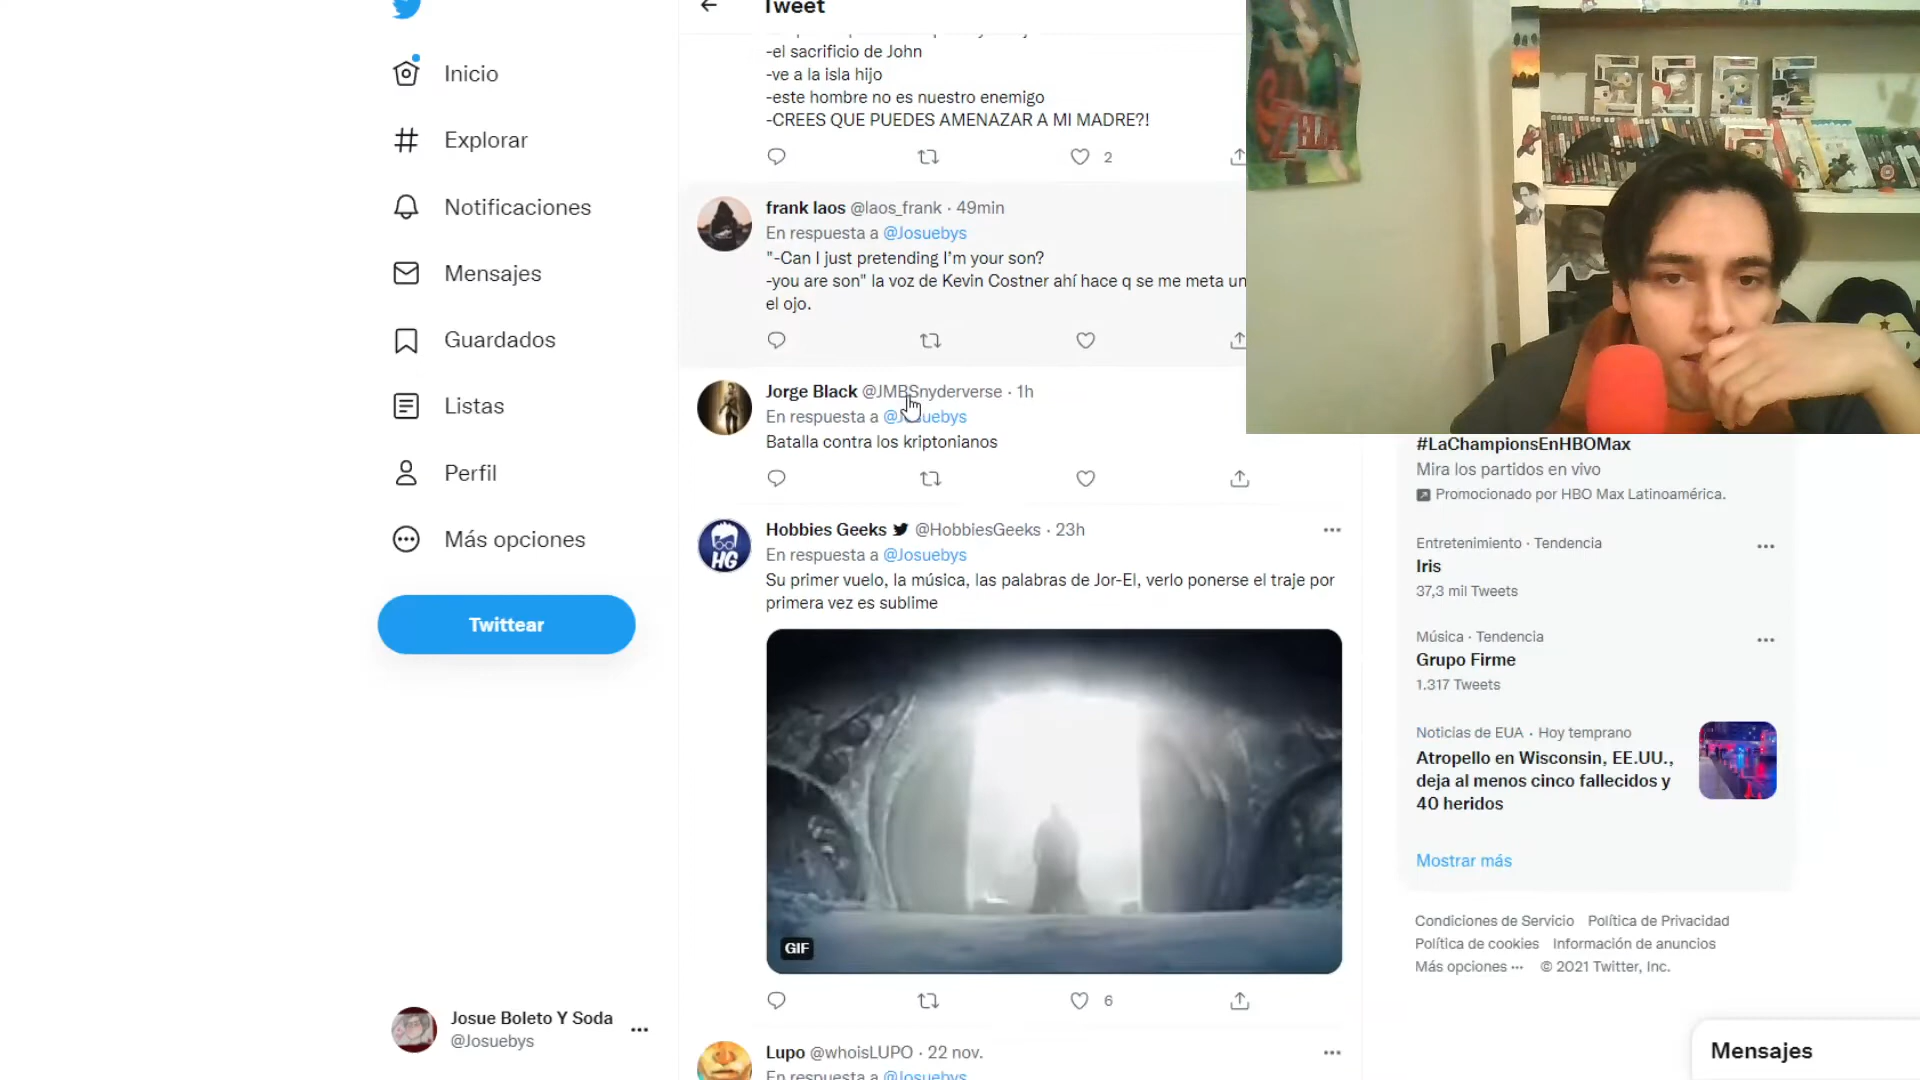 Tweet
-el sacrificio de John
-ve a la isla hijo
-este hombre no es nuestro enemigo
-CREES QUE PUEDES AMENAZAR A MI MADRE?!
2
frank laos @laos_frank · 49min
En respuesta a @Josuebys
"-Can I just pretending I'm your son?
-you are son" la voz de Kevin Costner ahí hace q se me meta un
el ojo.
Jorge Black @JMBSnyderverse · 1h
En respuesta a @Josuebys
Batalla contra los kriptonianos
Hobbies Geeks @HobbiesGeeks · 23h
En respuesta a @Josuebys
Su primer vuelo, la música, las palabras de Jor-El, verlo ponerse el traje por
primera vez es sublime
HG
GIF
6
Lupo @whoisLUPO · 22 nov.
En respuesta a @Josuebys
Inicio
Explorar
Notificaciones
Mensajes
Guardados
Listas
Perfil
Más opciones
Twittear
Josue Boleto Y Soda
@Josuebys
#LaChampionsEnHBOMax
Mira los partidos en vivo
Promocionado por HBO Max Latinoamérica.
Entretenimiento · Tendencia
Iris
37,3 mil Tweets
Música · Tendencia
Grupo Firme
1.317 Tweets
Noticias de EUA · Hoy temprano
Atropello en Wisconsin, EE.UU.,
deja al menos cinco fallecidos y
40 heridos
Mostrar más
Condiciones de Servicio Política de Privacidad
Política de cookies Información de anuncios
Más opciones ··· © 2021 Twitter, Inc.
Mensajes